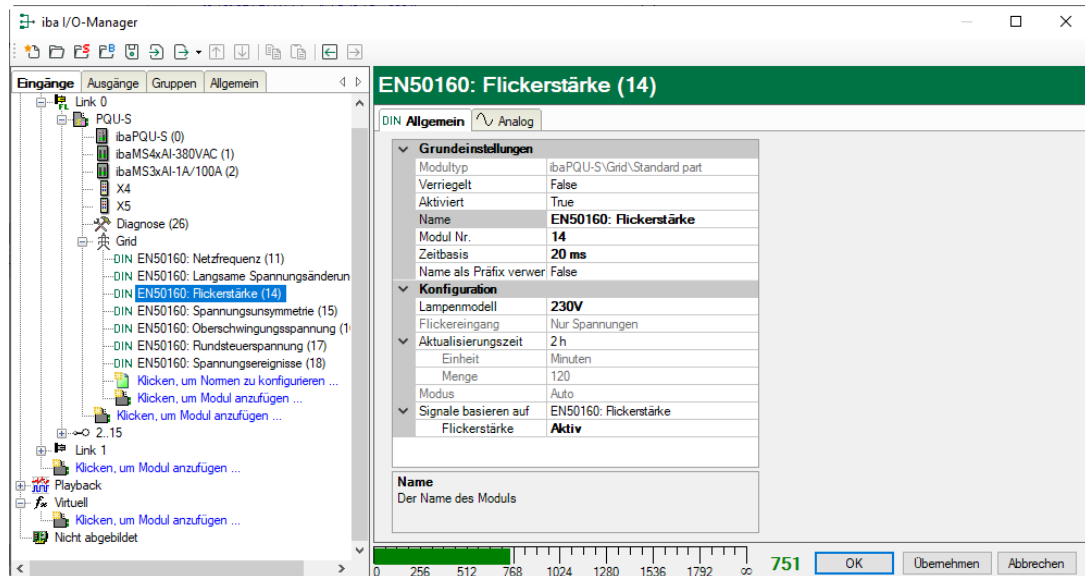 iba I/O-Manager
Eingänge Ausgänge Gruppen Allgemein
Link 0
PQU-S
ibaPQU-S (0)
ibaMS4xAI-380VAC (1)
ibaMS3xAI-1A/100A (2)
X4
X5
Diagnose (26)
Grid
DIN EN50160: Netzfrequenz (11)
DIN EN50160: Langsame Spannungsänderun
DIN EN50160: Flickerstärke (14)
DIN EN50160: Spannungsunsymmetrie (15)
DIN EN50160: Oberschwingungsspannung (1
DIN EN50160: Rundsteuerspannung (17)
DIN EN50160: Spannungsereignisse (18)
Klicken, um Normen zu konfigurieren ...
Klicken, um Modul anzufügen ...
Klicken, um Modul anzufügen ...
2..15
Link 1
Klicken, um Modul anzufügen ...
Playback
fx Virtuell
Klicken, um Modul anzufügen ...
Nicht abgebildet
EN50160: Flickerstärke (14)
DIN Allgemein Analog
Grundeinstellungen
Modultyp ibaPQU-S\Grid\Standard part
Verriegelt False
Aktiviert True
Name EN50160: Flickerstärke
Modul Nr. 14
Zeitbasis 20 ms
Name als Präfix verwer False
Konfiguration
Lampenmodell 230V
Flickereingang Nur Spannungen
Aktualisierungszeit 2 h
Einheit Minuten
Menge 120
Modus Auto
Signale basieren auf EN50160: Flickerstärke
Flickerstärke Aktiv
Name
Der Name des Moduls
0 256 512 768 1024 1280 1536 1792 ∞ 751 OK Übernehmen Abbrechen